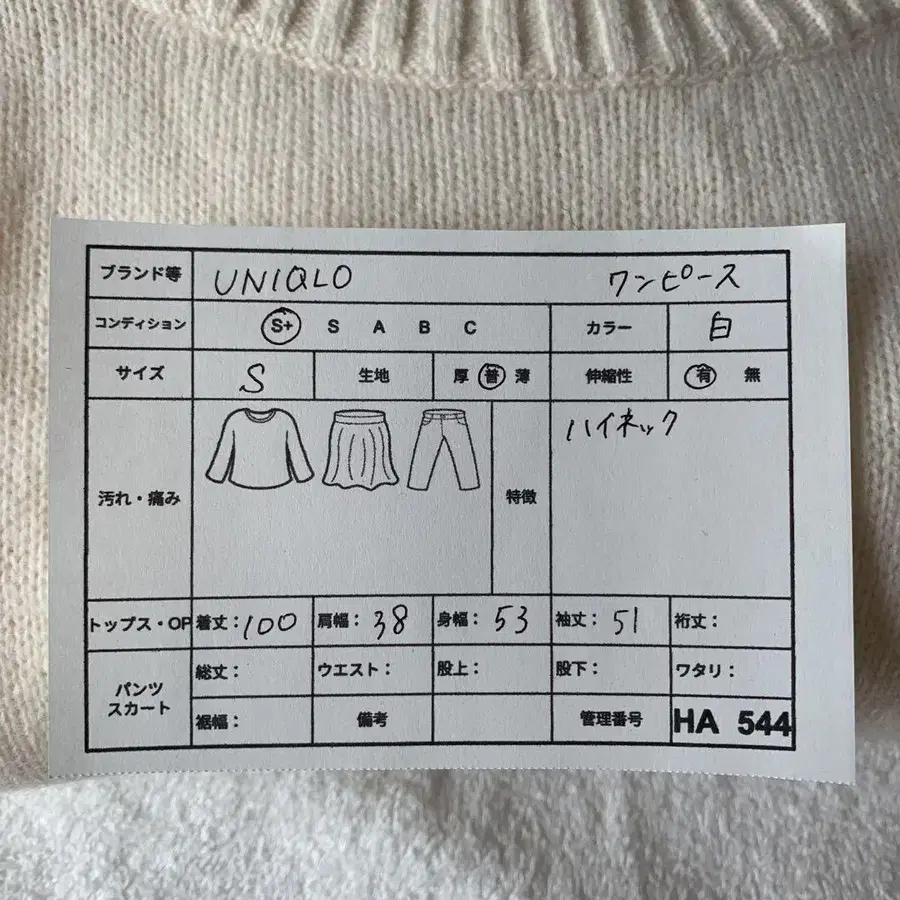 ブランド等 UNIQLO ワンピース
コンディション S+ S A B C カラー 白
サイズ S 生地 厚 普 薄 伸縮性 有 無
汚れ・痛み 特徴 ハイネック
トップス・OP 着丈：100 肩幅：38 身幅：53 袖丈：51 裄丈：
パンツ スカート 総丈： ウエスト： 股上： 股下： ワタリ：
裾幅： 備考 管理番号 HA 544